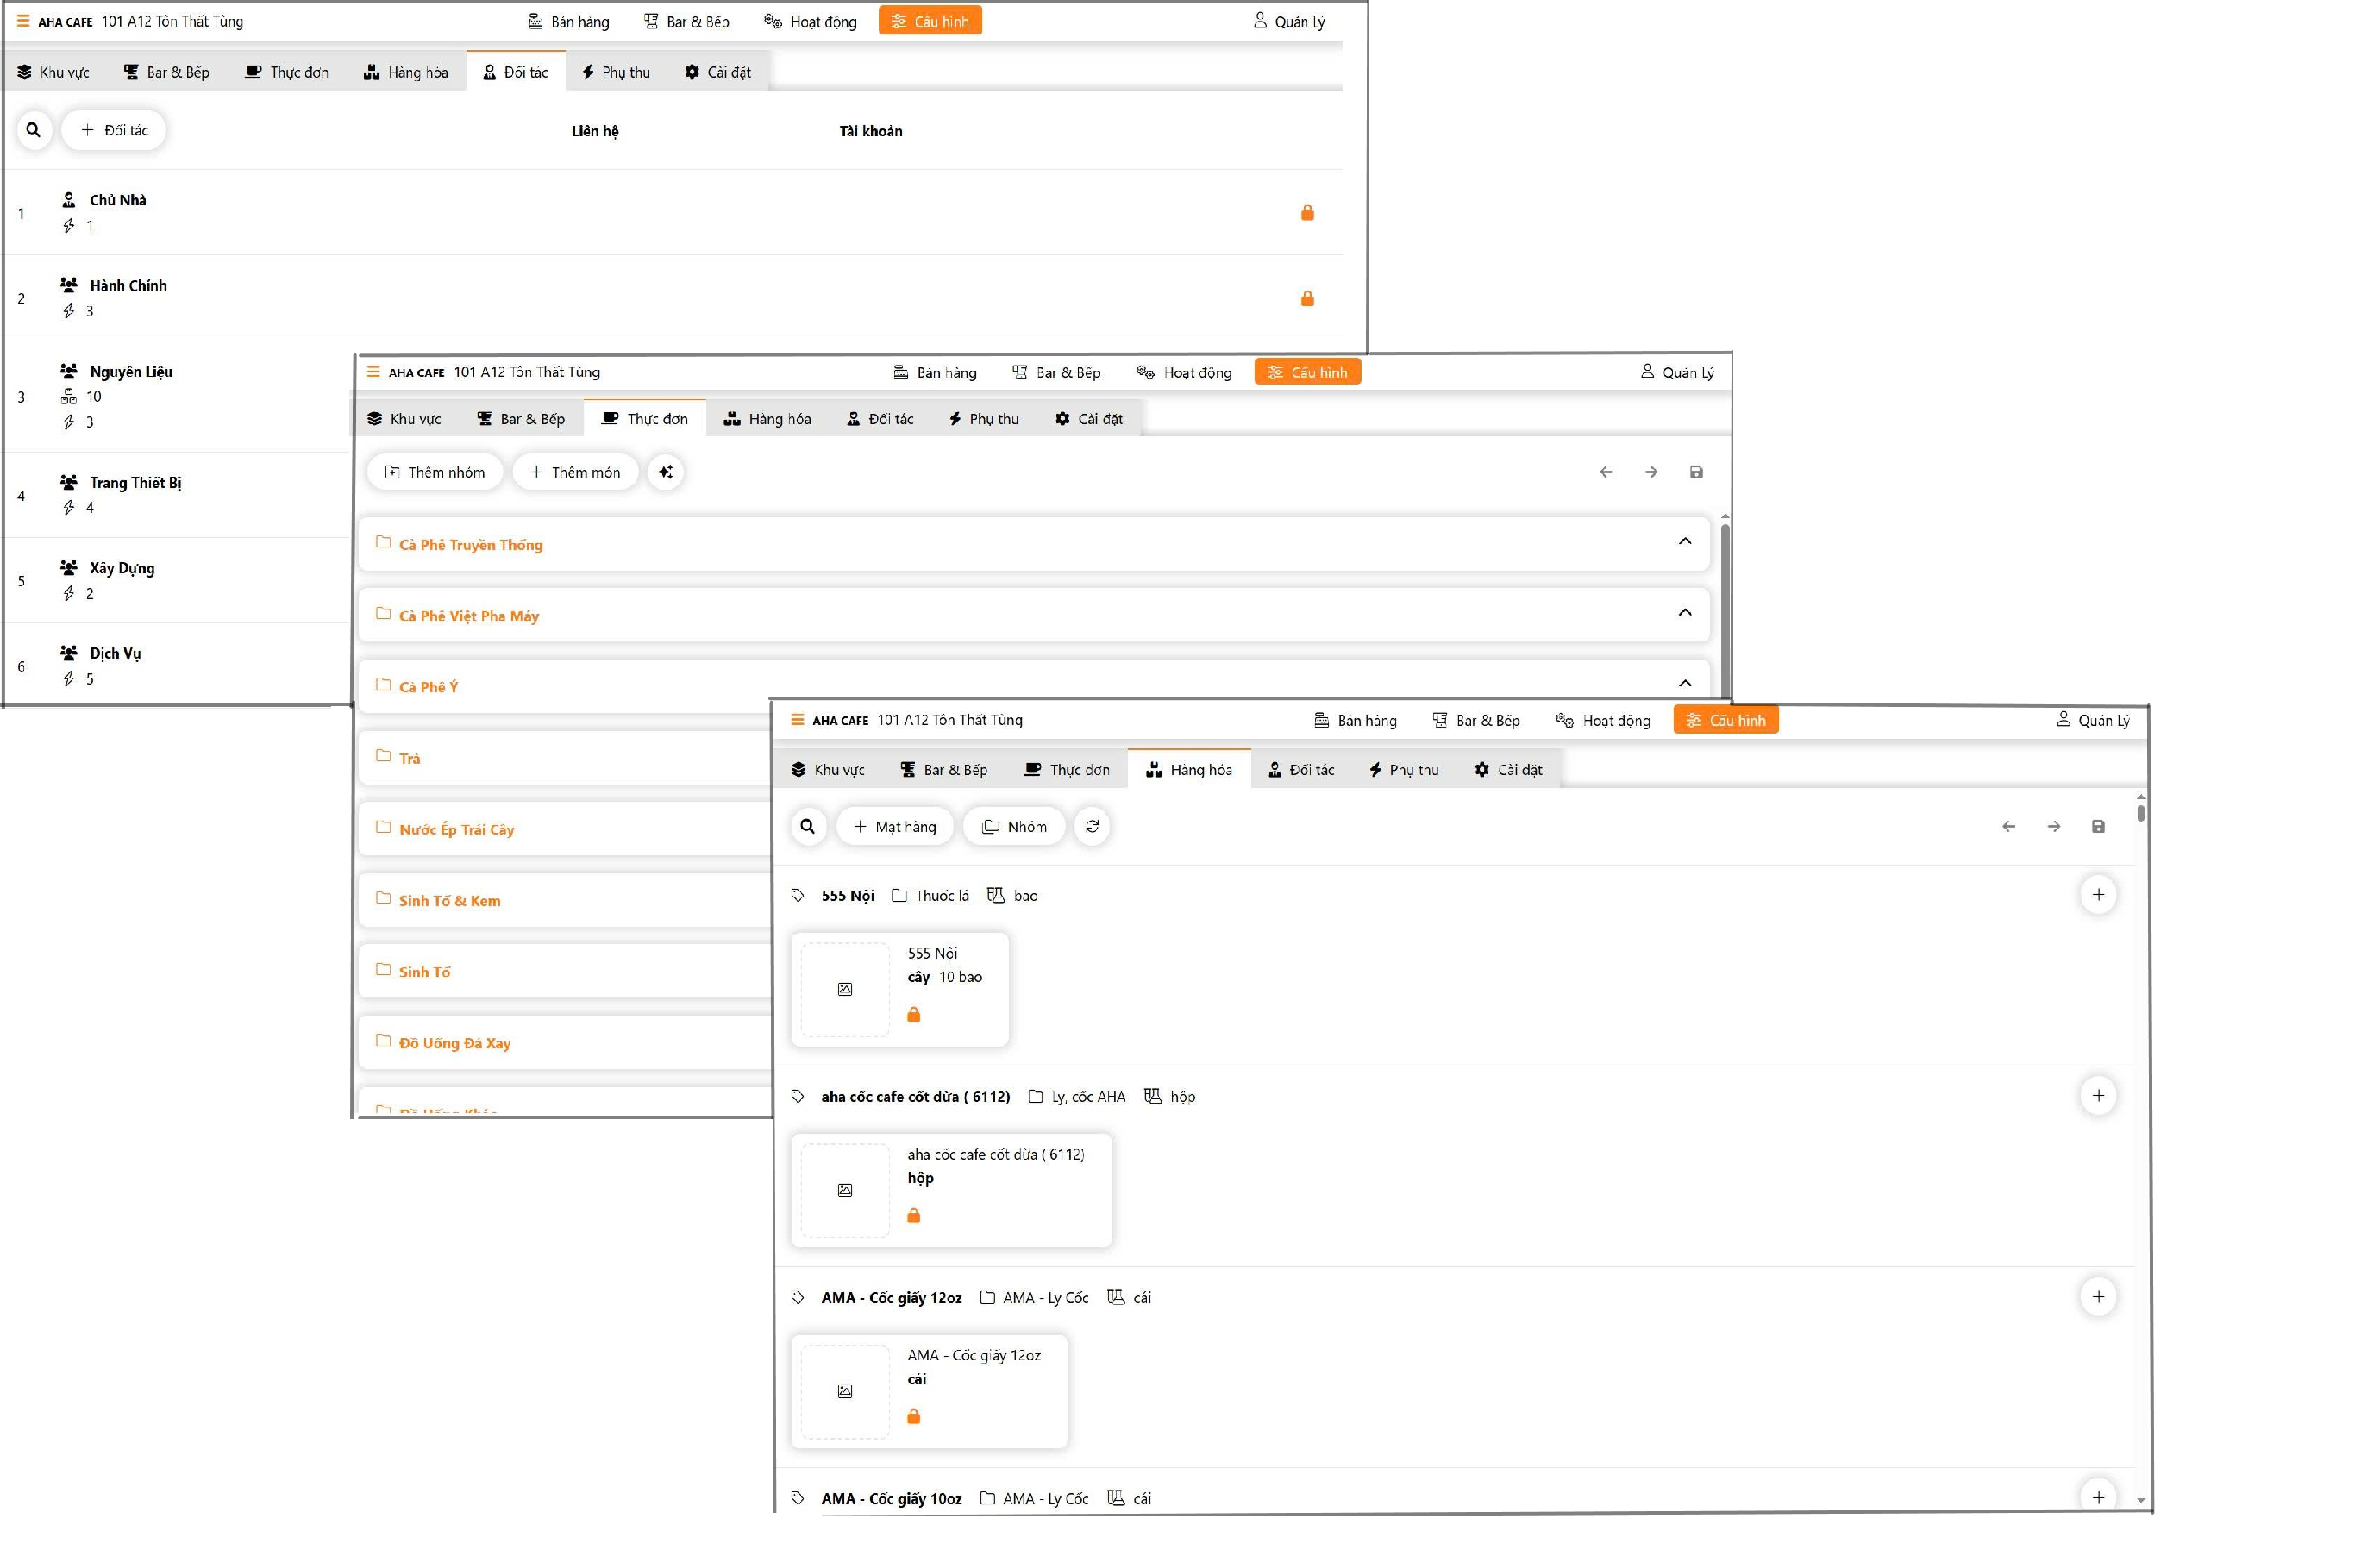 AHA CAFE 101 A12 Tôn Thất Tùng Bán hàng Bar & Bếp Hoạt động Cấu hình Quản Lý
Khu vực Bar & Bếp Thực đơn Hàng hóa Đối tác Phụ thu Cài đặt
+ Đối tác Liên hệ Tài khoản
1 Chủ Nhà
1
2 Hành Chính
3
3 Nguyên Liệu
10
3
4 Trang Thiết Bị
4
5 Xây Dựng
2
6 Dịch Vụ
5
AHA CAFE 101 A12 Tôn Thất Tùng Bán hàng Bar & Bếp Hoạt động Cấu hình Quản Lý
Khu vực Bar & Bếp Thực đơn Hàng hóa Đối tác Phụ thu Cài đặt
Thêm nhóm + Thêm món
Cà Phê Truyền Thống
Cà Phê Việt Pha Máy
Cà Phê Ý
Trà
Nước Ép Trái Cây
Sinh Tố & Kem
Sinh Tố
Đồ Uống Đá Xay
Đồ Uống Khác
AHA CAFE 101 A12 Tôn Thất Tùng Bán hàng Bar & Bếp Hoạt động Cấu hình Quản Lý
Khu vực Bar & Bếp Thực đơn Hàng hóa Đối tác Phụ thu Cài đặt
+ Mặt hàng Nhóm
555 Nội Thuốc lá bao
555 Nội
cây 10 bao
aha cốc cafe cốt dừa ( 6112) Ly, cốc AHA hộp
aha cốc cafe cốt dừa ( 6112)
hộp
AMA - Cốc giấy 12oz AMA - Ly Cốc cái
AMA - Cốc giấy 12oz
cái
AMA - Cốc giấy 10oz AMA - Ly Cốc cái